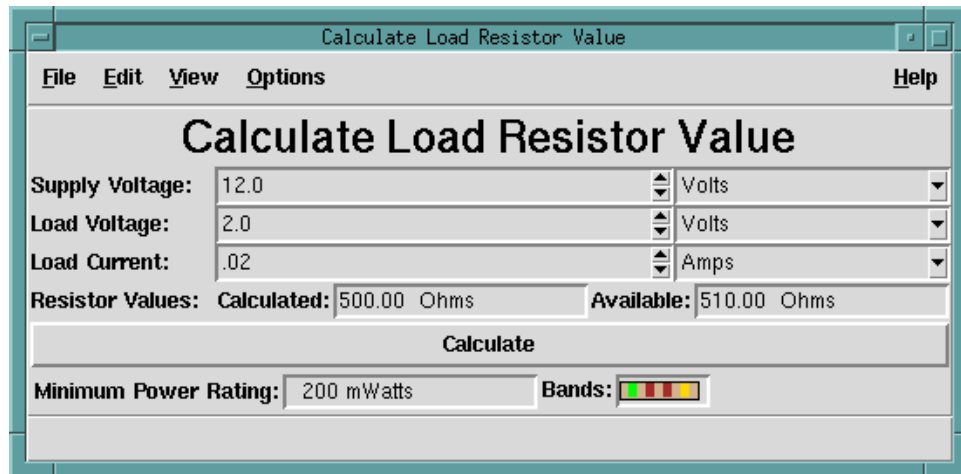 Calculate Load Resistor Value
File Edit View Options Help
Calculate Load Resistor Value
Supply Voltage: 12.0 Volts
Load Voltage: 2.0 Volts
Load Current: .02 Amps
Resistor Values: Calculated: 500.00 Ohms Available: 510.00 Ohms
Calculate
Minimum Power Rating: 200 mWatts Bands: